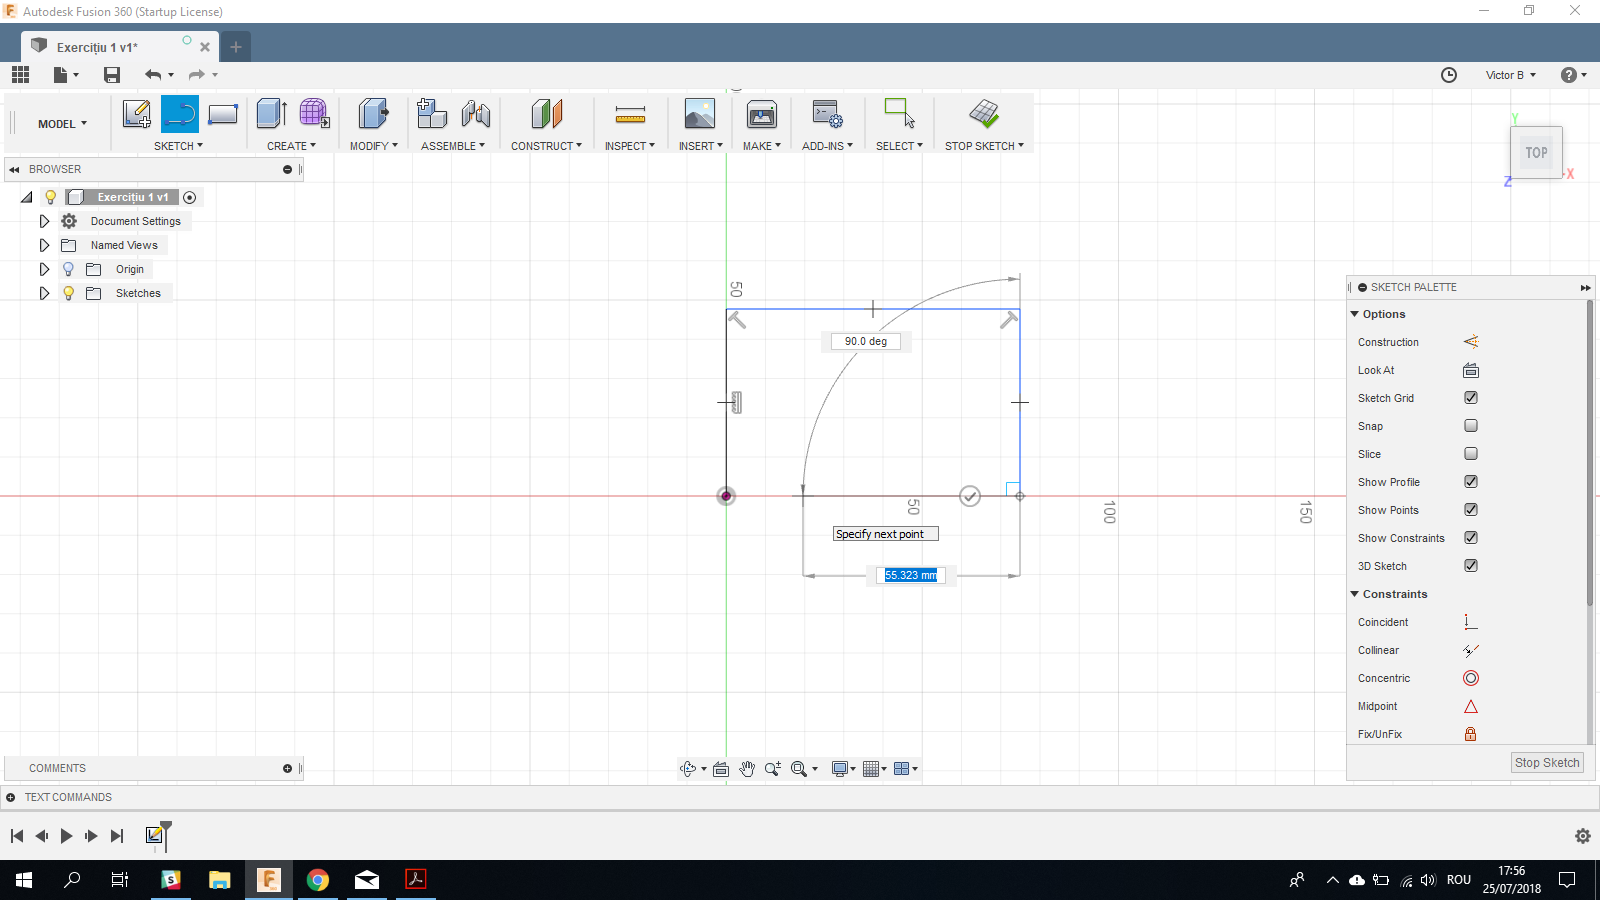 Autodesk Fusion 360 (Startup License)
Exercițiu 1 v1*
Victor B
MODEL
SKETCH
CREATE
MODIFY
ASSEMBLE
CONSTRUCT
INSPECT
INSERT
MAKE
ADD-INS
SELECT
STOP SKETCH
BROWSER
Exercițiu 1 v1
Document Settings
Named Views
Origin
Sketches
Y
TOP
X
Z
50
90.0 deg
50
100
150
Specify next point
55.323 mm
SKETCH PALETTE
Options
Construction
Look At
Sketch Grid
Snap
Slice
Show Profile
Show Points
Show Constraints
3D Sketch
Constraints
Coincident
Collinear
Concentric
Midpoint
Fix/UnFix
Stop Sketch
COMMENTS
TEXT COMMANDS
ROU
17:56
25/07/2018